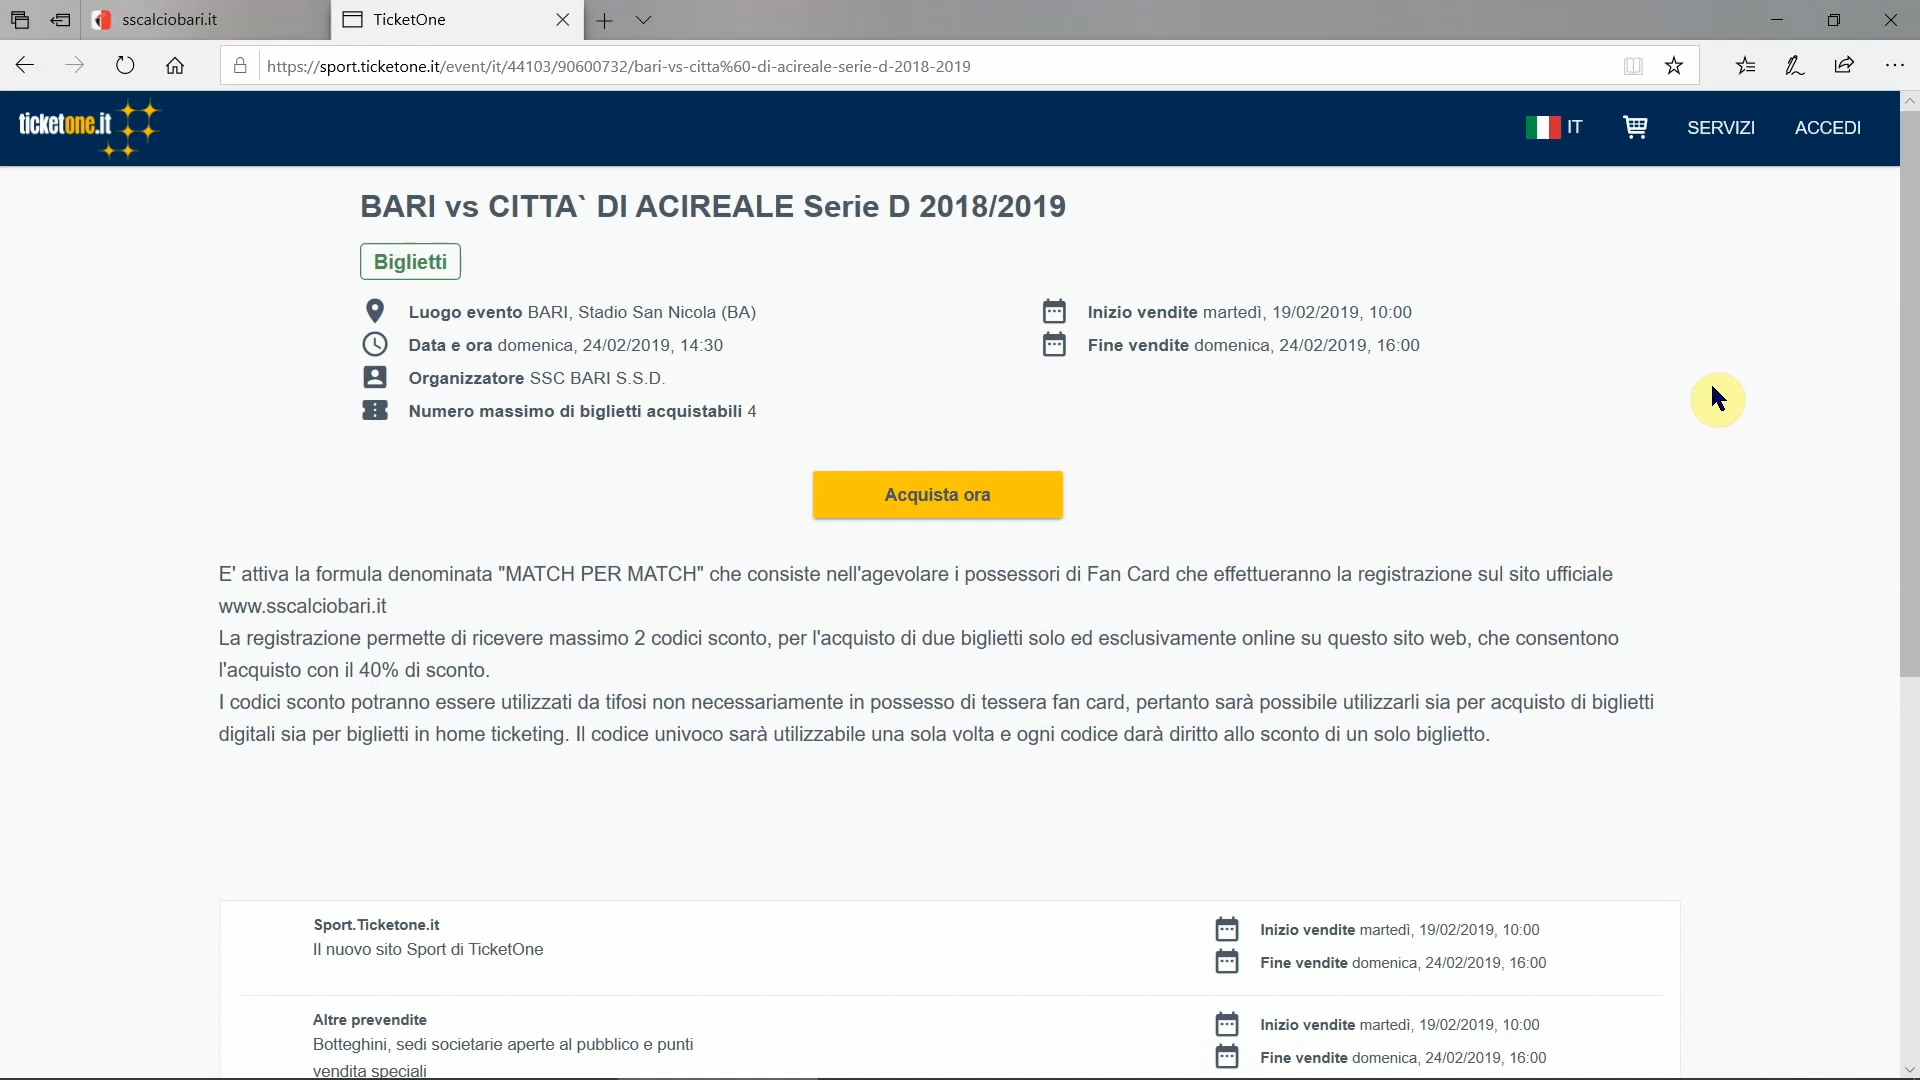 sscalciobari.it
TicketOne
https://sport.ticketone.it/event/it/44103/90600732/bari-vs-citta%60-di-acireale-serie-d-2018-2019
ticketone.it
IT
SERVIZI
ACCEDI
BARI vs CITTA` DI ACIREALE Serie D 2018/2019
Biglietti
Luogo evento BARI, Stadio San Nicola (BA)
Data e ora domenica, 24/02/2019, 14:30
Organizzatore SSC BARI S.S.D.
Numero massimo di biglietti acquistabili 4
Inizio vendite martedì, 19/02/2019, 10:00
Fine vendite domenica, 24/02/2019, 16:00
Acquista ora
E' attiva la formula denominata "MATCH PER MATCH" che consiste nell'agevolare i possessori di Fan Card che effettueranno la registrazione sul sito ufficiale
www.sscalciobari.it
La registrazione permette di ricevere massimo 2 codici sconto, per l'acquisto di due biglietti solo ed esclusivamente online su questo sito web, che consentono
l'acquisto con il 40% di sconto.
I codici sconto potranno essere utilizzati da tifosi non necessariamente in possesso di tessera fan card, pertanto sarà possibile utilizzarli sia per acquisto di biglietti
digitali sia per biglietti in home ticketing. Il codice univoco sarà utilizzabile una sola volta e ogni codice darà diritto allo sconto di un solo biglietto.
Sport.Ticketone.it
Il nuovo sito Sport di TicketOne
Inizio vendite martedì, 19/02/2019, 10:00
Fine vendite domenica, 24/02/2019, 16:00
Altre prevendite
Botteghini, sedi societarie aperte al pubblico e punti
vendita speciali
Inizio vendite martedì, 19/02/2019, 10:00
Fine vendite domenica, 24/02/2019, 16:00